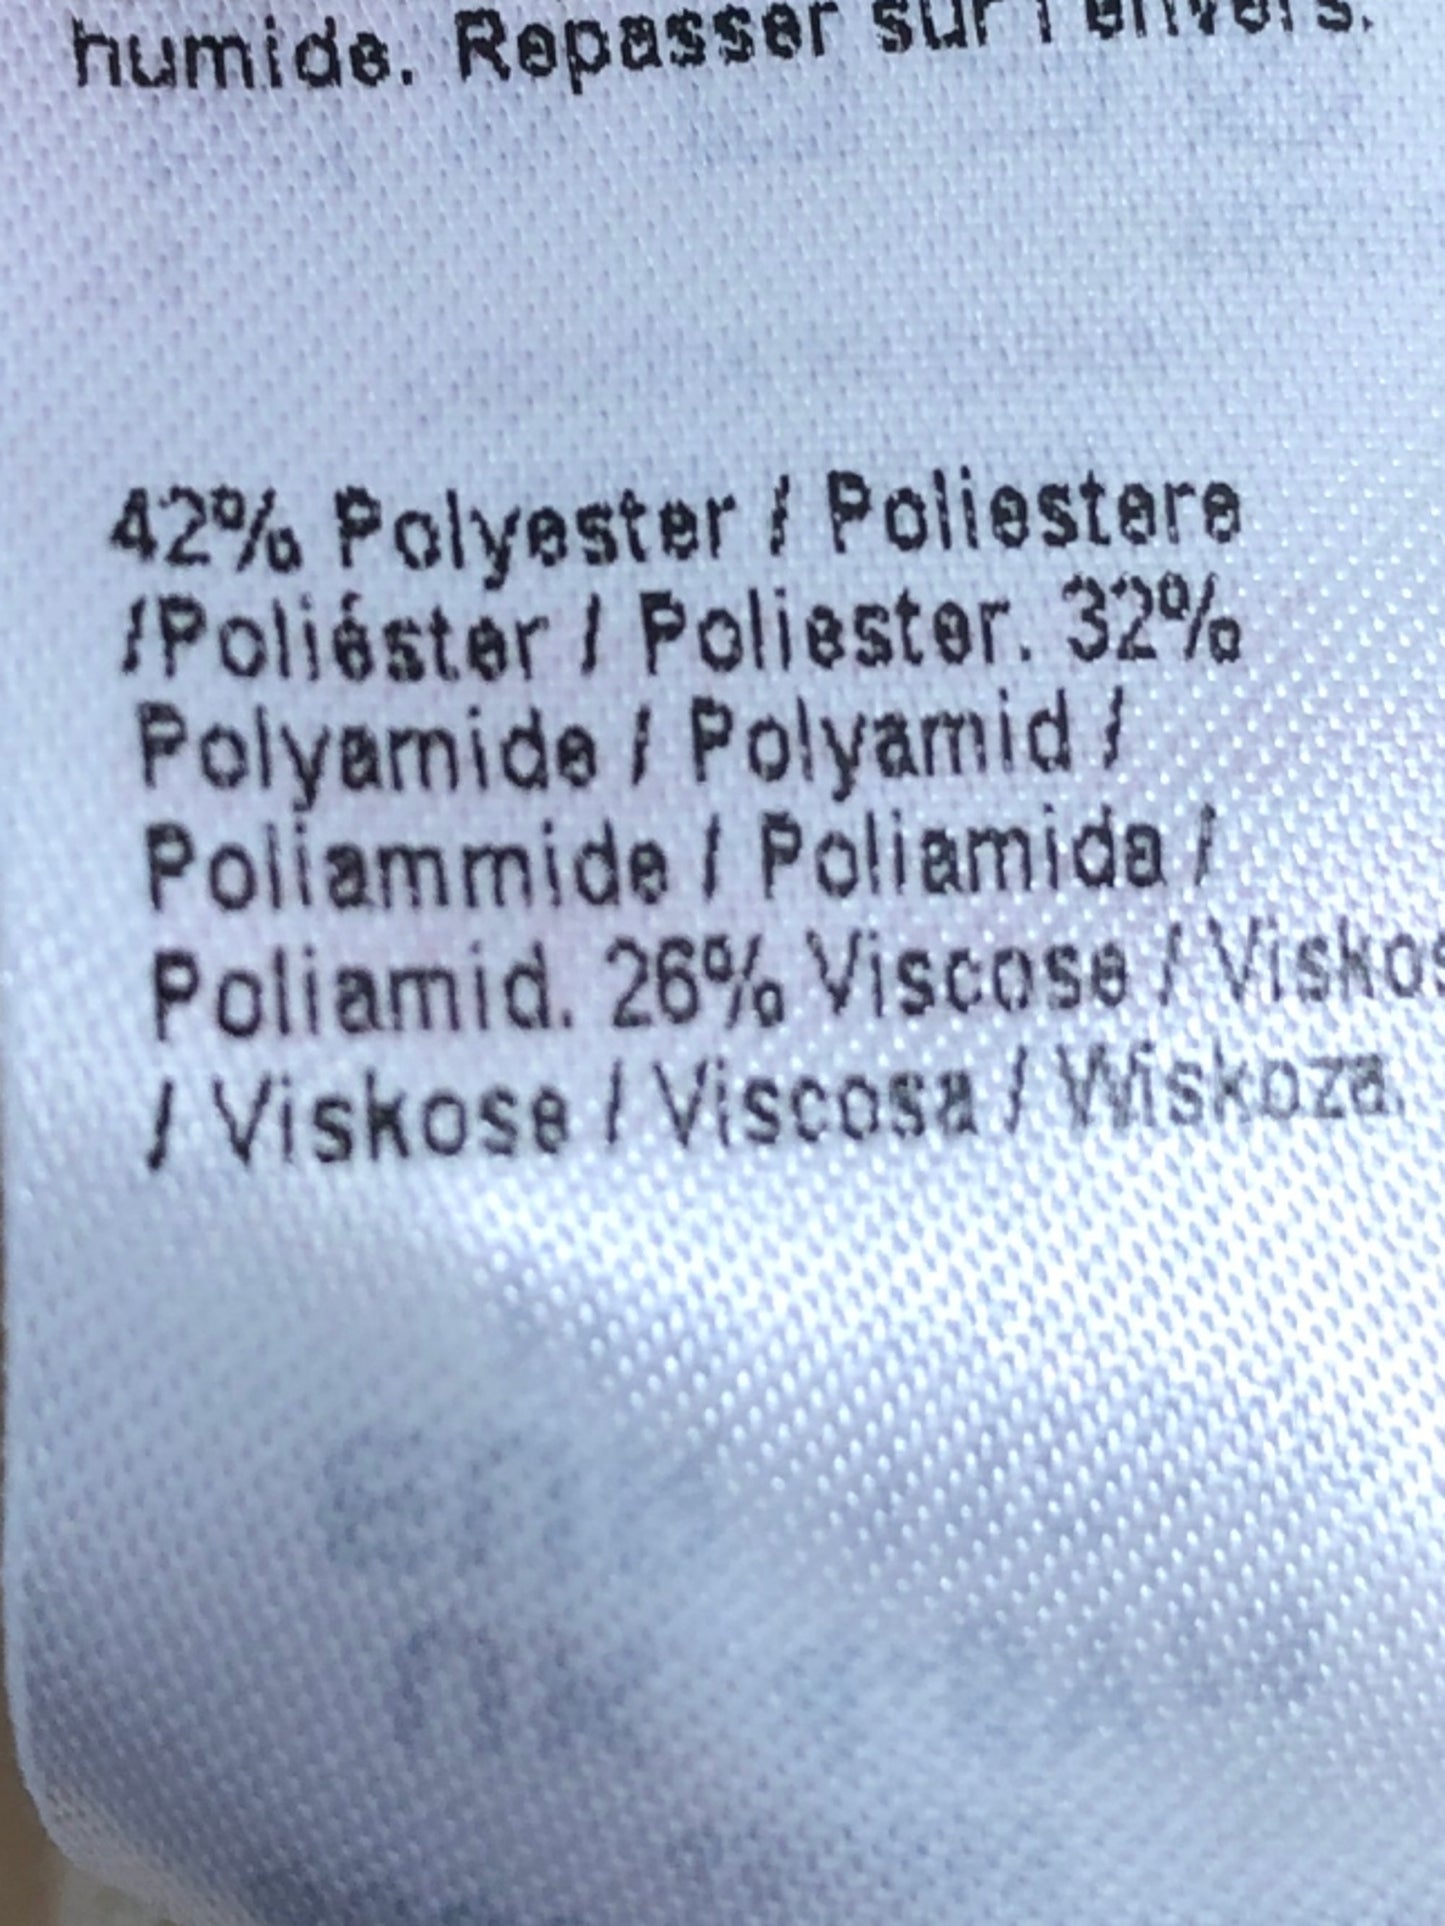 humide. Repasser sur l'envers.
42% Polyester / Poliestere
/Poliéster / Poliester. 32%
Polyamide / Polyamid /
Poliammide / Poliamida /
Poliamid. 26% Viscose / Viskos
/ Viskose / Viscosa / Wiskoza.